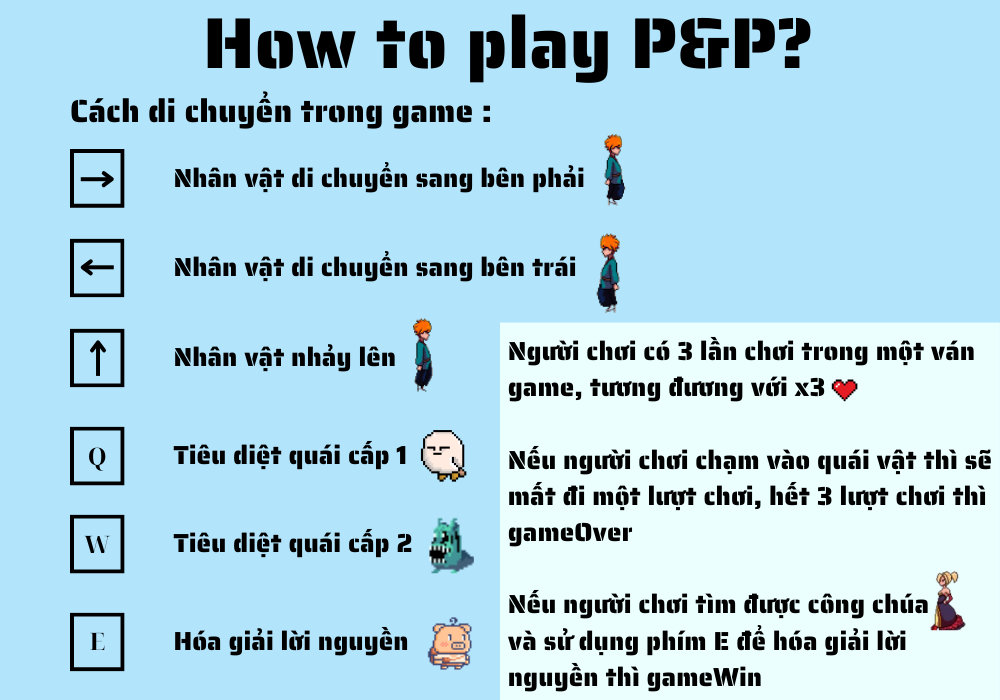 How to play P&P?
Cách di chuyển trong game :
→ Nhân vật di chuyển sang bên phải
← Nhân vật di chuyển sang bên trái
↑ Nhân vật nhảy lên
Q Tiêu diệt quái cấp 1
W Tiêu diệt quái cấp 2
E Hóa giải lời nguyền
Người chơi có 3 lần chơi trong một ván
game, tương đương với x3
Nếu người chơi chạm vào quái vật thì sẽ
mất đi một lượt chơi, hết 3 lượt chơi thì
gameOver
Nếu người chơi tìm được công chúa
và sử dụng phím E để hóa giải lời
nguyền thì gameWin